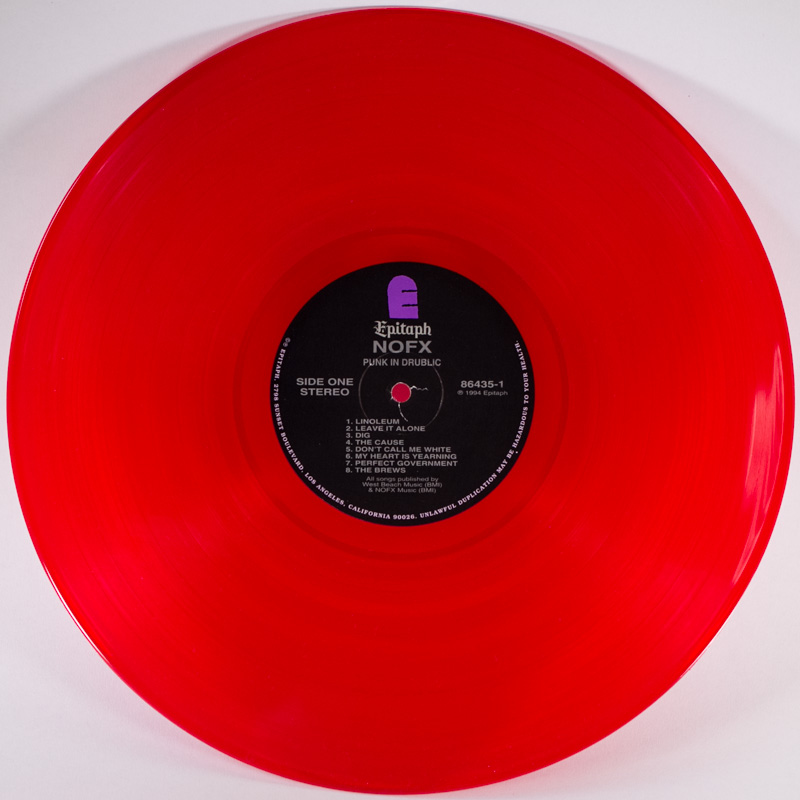 Epitaph
NOFX
PUNK IN DRUBLIC
SIDE ONE
STEREO
86435-1
℗ 1994 Epitaph
1. LINOLEUM
2. LEAVE IT ALONE
3. DIG
4. THE CAUSE
5. DON'T CALL ME WHITE
6. MY HEART IS YEARNING
7. PERFECT GOVERNMENT
8. THE BREWS
All songs published by
West Beach Music (BMI)
& NOFX Music (BMI)
©® EPITAPH, 2798 SUNSET BOULEVARD, LOS ANGELES, CALIFORNIA 90026. UNLAWFUL DUPLICATION MAY BE HAZARDOUS TO YOUR HEALTH.